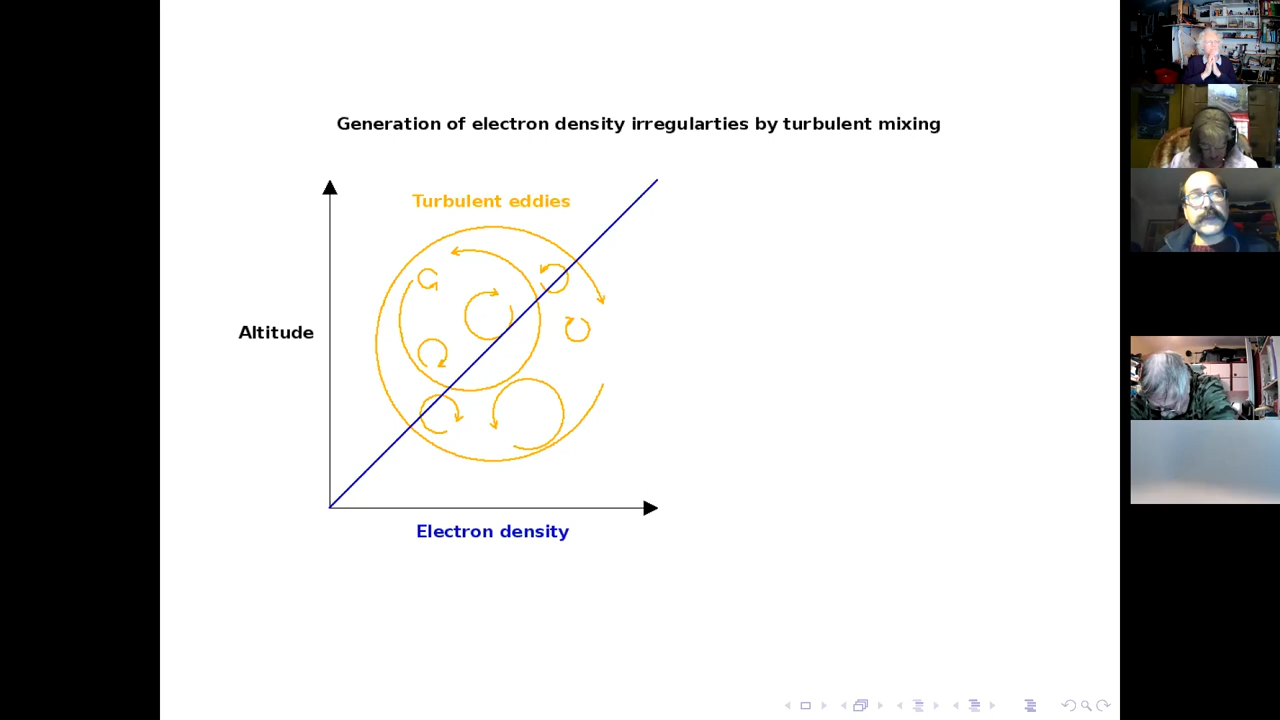 Generation of electron density irregularties by turbulent mixing
Turbulent eddies
Altitude
Electron density